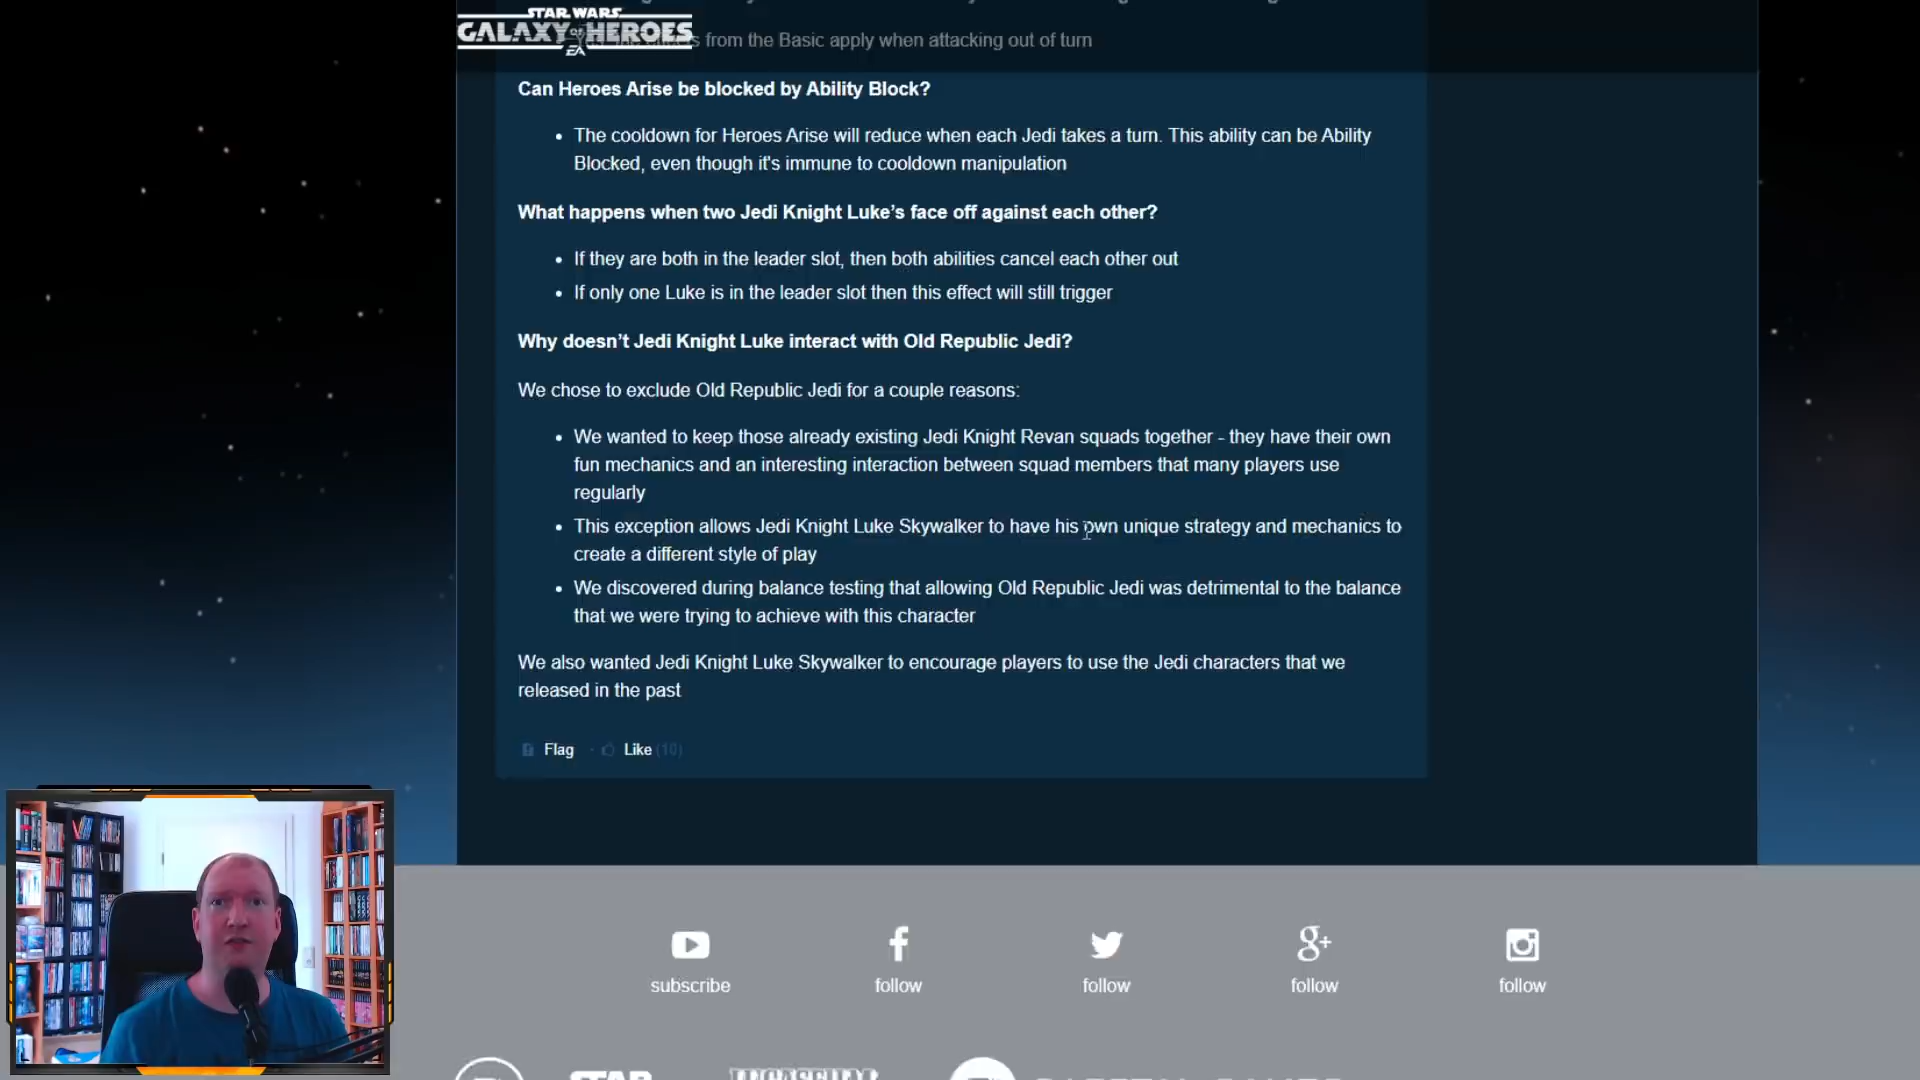 STAR WARS
GALAXY OF HEROES
EA
from the Basic apply when attacking out of turn
Can Heroes Arise be blocked by Ability Block?
• The cooldown for Heroes Arise will reduce when each Jedi takes a turn. This ability can be Ability
Blocked, even though it's immune to cooldown manipulation
What happens when two Jedi Knight Luke’s face off against each other?
• If they are both in the leader slot, then both abilities cancel each other out
• If only one Luke is in the leader slot then this effect will still trigger
Why doesn’t Jedi Knight Luke interact with Old Republic Jedi?
We chose to exclude Old Republic Jedi for a couple reasons:
• We wanted to keep those already existing Jedi Knight Revan squads together - they have their own
fun mechanics and an interesting interaction between squad members that many players use
regularly
• This exception allows Jedi Knight Luke Skywalker to have his own unique strategy and mechanics to
create a different style of play
• We discovered during balance testing that allowing Old Republic Jedi was detrimental to the balance
that we were trying to achieve with this character
We also wanted Jedi Knight Luke Skywalker to encourage players to use the Jedi characters that we
released in the past
Flag · Like (10)
subscribe
follow
follow
follow
follow
STAR